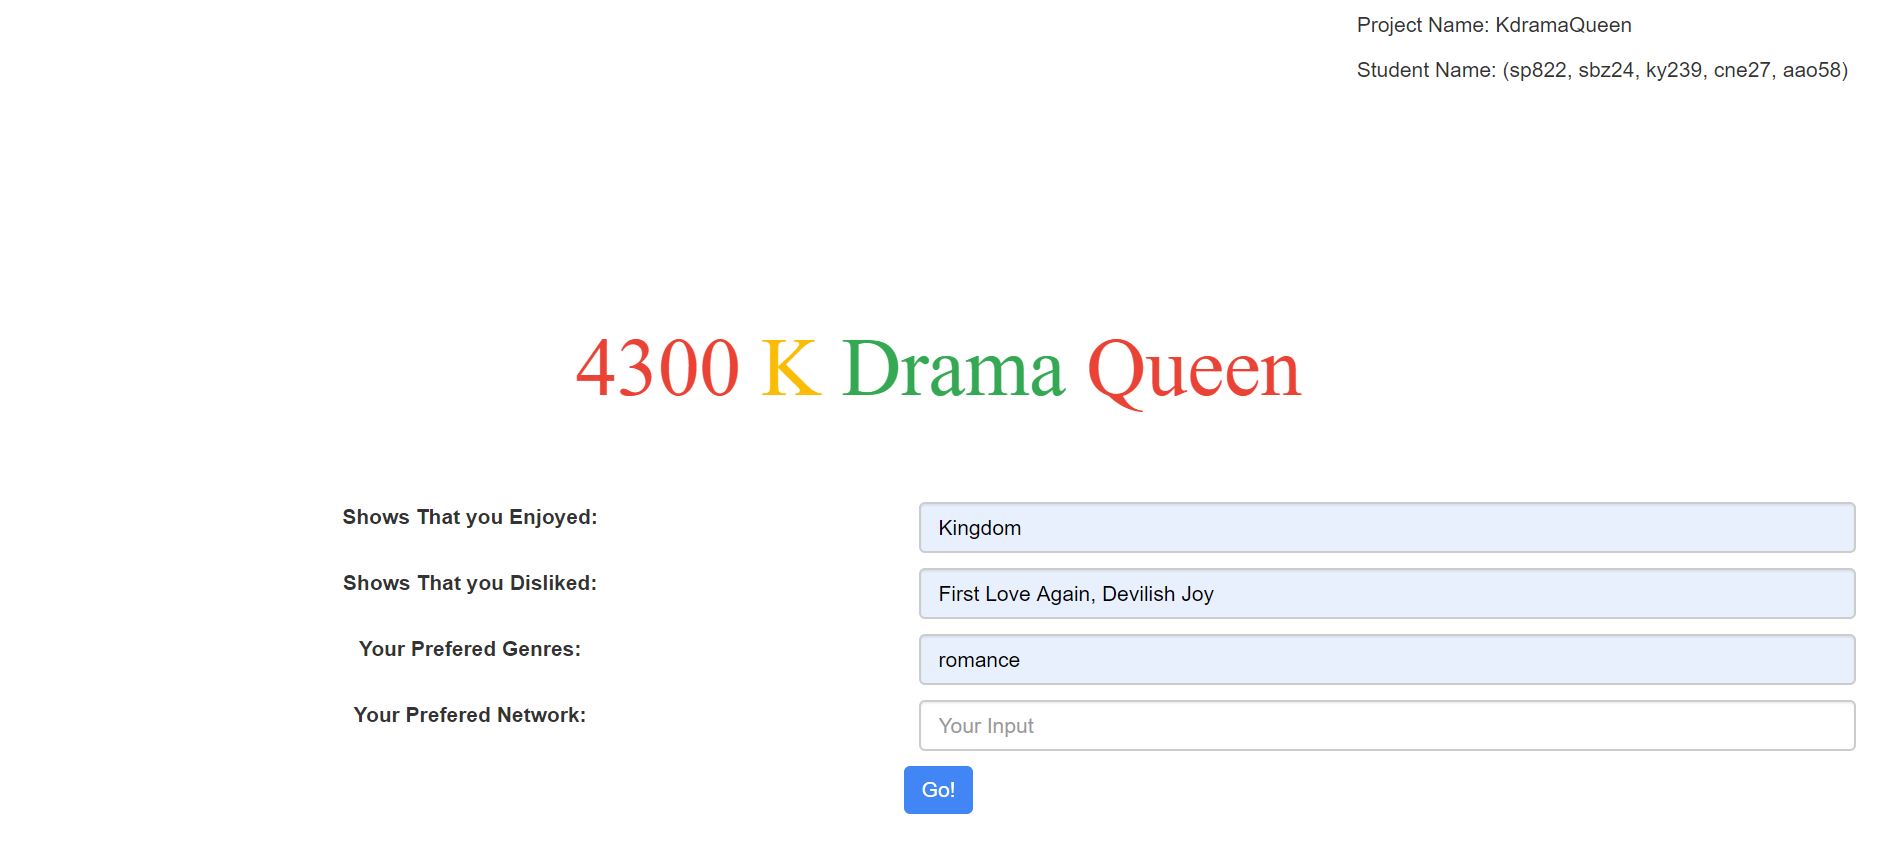 Project Name: KdramaQueen
Student Name: (sp822, sbz24, ky239, cne27, aao58)
4300 K Drama Queen
Shows That you Enjoyed: Kingdom
Shows That you Disliked: First Love Again, Devilish Joy
Your Prefered Genres: romance
Your Prefered Network: Your Input
Go!